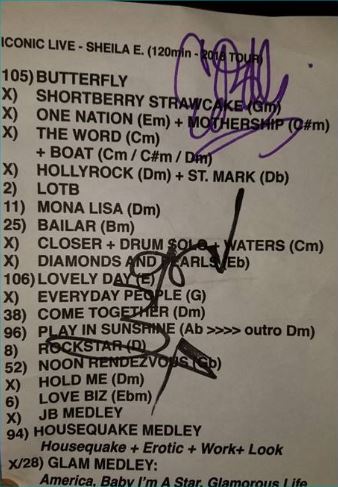 ICONIC LIVE - SHEILA E. (120min - 2018 TOUR)
105) BUTTERFLY
X) SHORTBERRY STRAWCAKE (Gm)
X) ONE NATION (Em) + MOTHERSHIP (C#m)
X) THE WORD (Cm)
+ BOAT (Cm / C#m / Dm)
X) HOLLYROCK (Dm) + ST. MARK (Db)
2) LOTB
11) MONA LISA (Dm)
25) BAILAR (Bm)
X) CLOSER + DRUM SOLO + WATERS (Cm)
X) DIAMONDS AND PEARLS (Eb)
106) LOVELY DAY (E)
X) EVERYDAY PEOPLE (G)
38) COME TOGETHER (Dm)
96) PLAY IN SUNSHINE (Ab >>>> outro Dm)
8) ROCKSTAR (D)
52) NOON RENDEZVOUS (Gb)
X) HOLD ME (Dm)
6) LOVE BIZ (Ebm)
X) JB MEDLEY
94) HOUSEQUAKE MEDLEY
Housequake + Erotic + Work+ Look
X/28) GLAM MEDLEY:
America, Baby I'm A Star, Glamorous Life